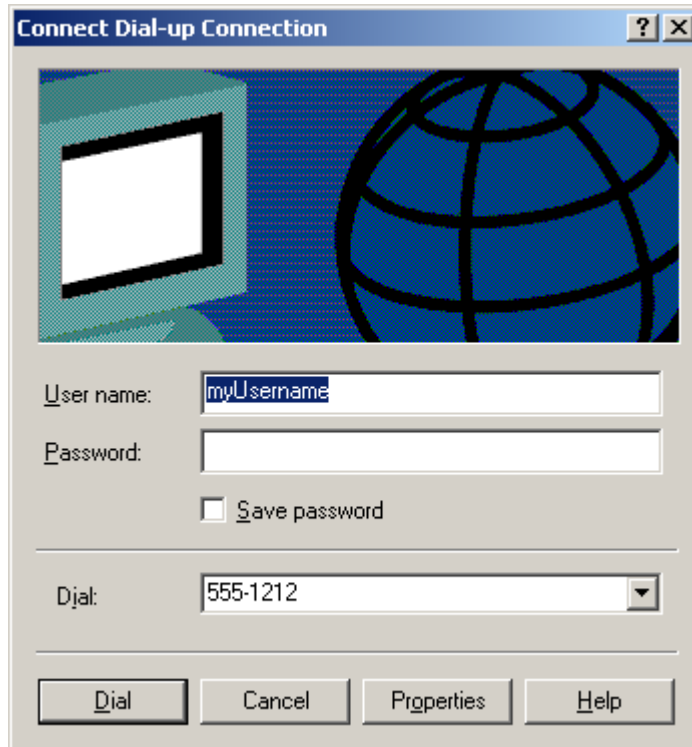 Connect Dial-up Connection
User name: myUsername
Password:
Save password
Dial: 555-1212
Dial Cancel Properties Help